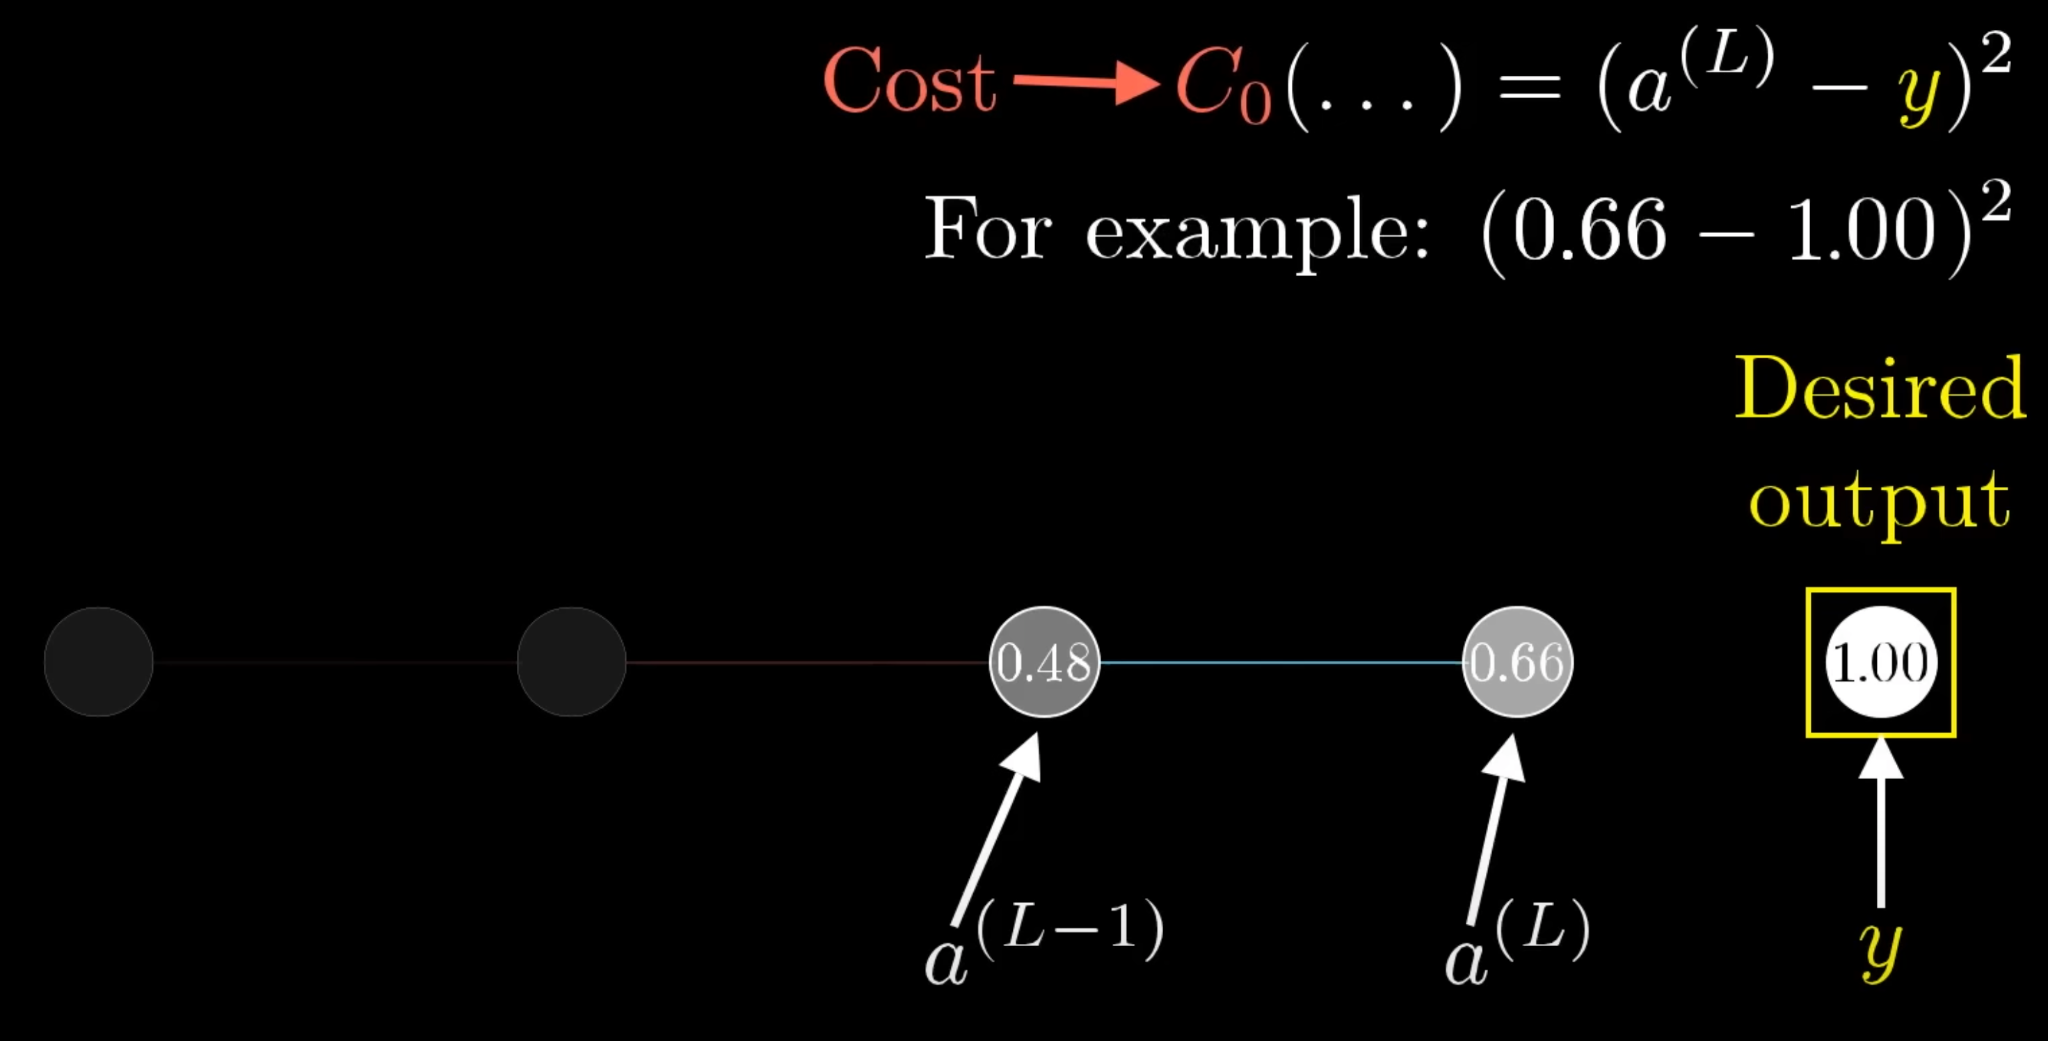 Cost C₀(...) = (a⁽ᴸ⁾ − y)²
For example: (0.66 − 1.00)²
Desired
output
0.48 0.66 1.00
a⁽ᴸ⁻¹⁾ a⁽ᴸ⁾ y